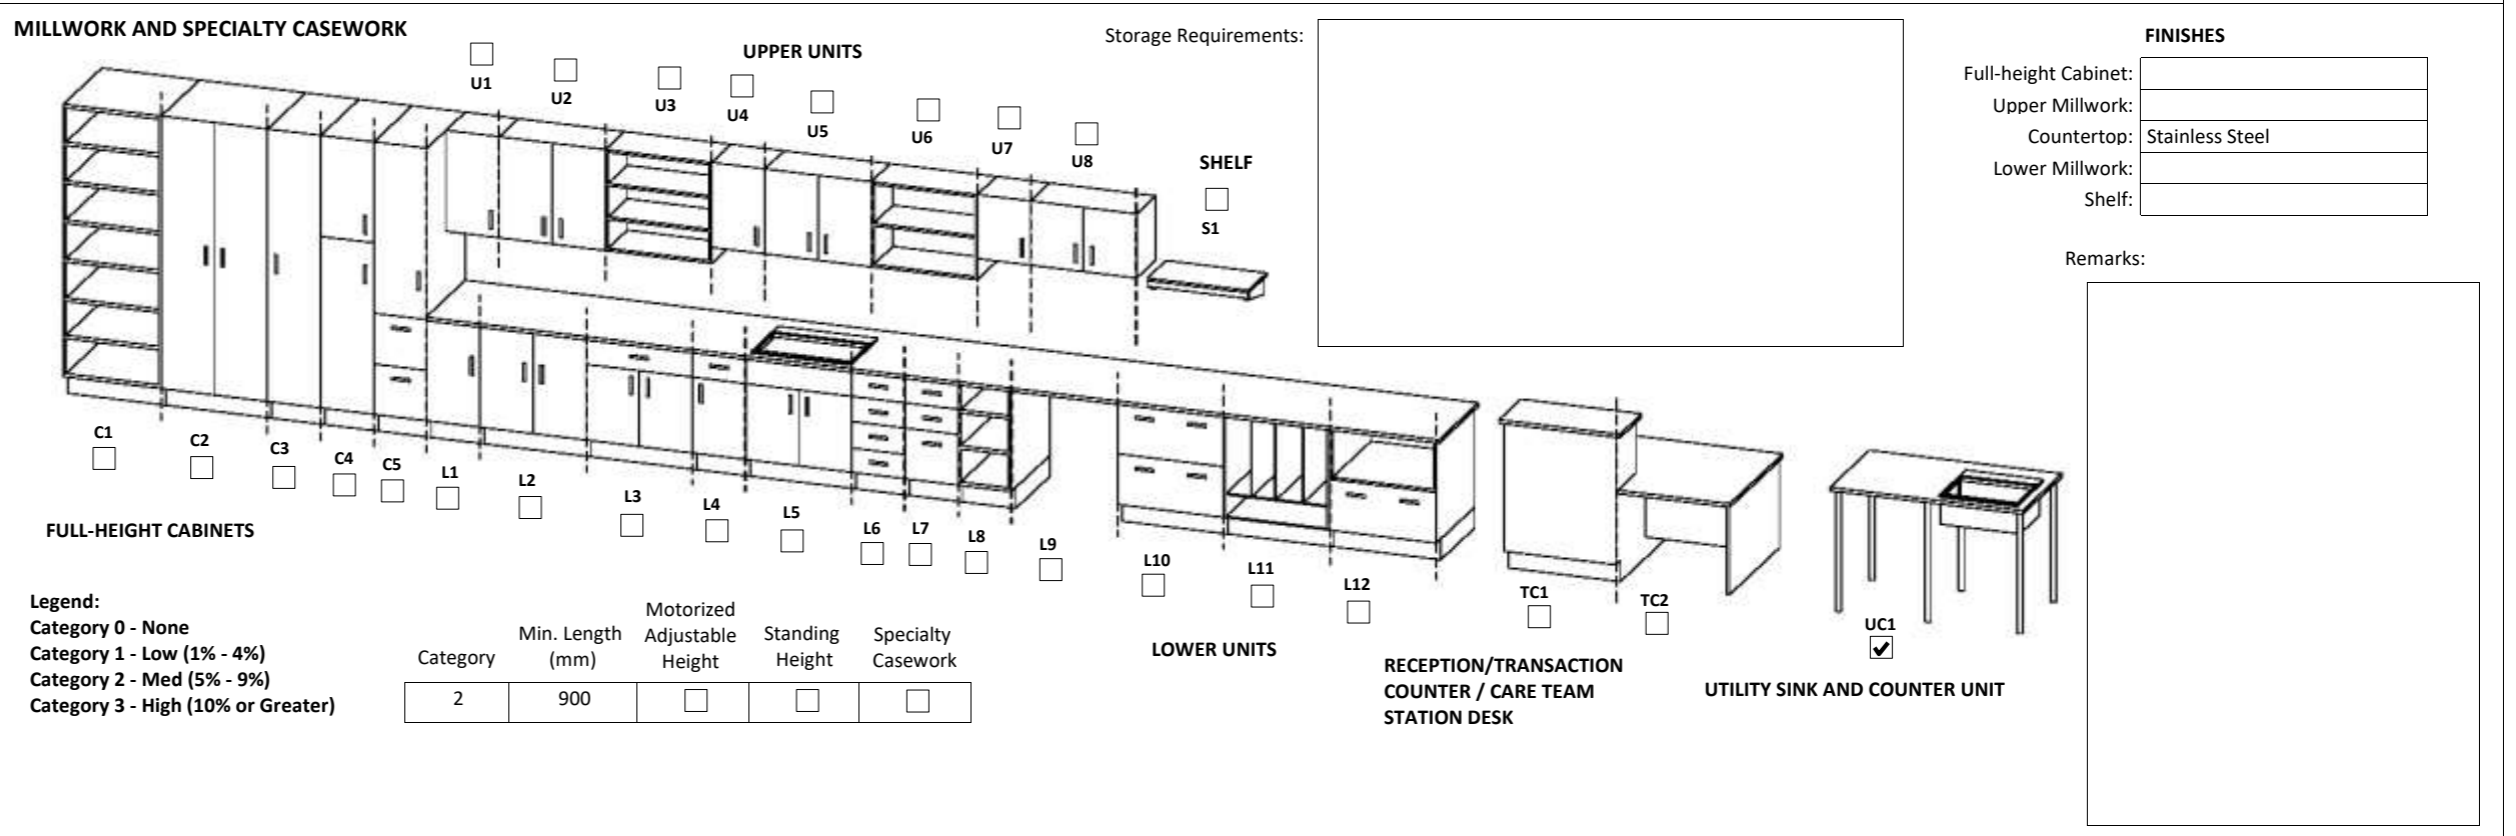 MILLWORK AND SPECIALTY CASEWORK
UPPER UNITS
U1
U2
U3
U4
U5
U6
U7
U8
SHELF
S1
Storage Requirements:
FINISHES
Full-height Cabinet:
Upper Millwork:
Countertop: Stainless Steel
Lower Millwork:
Shelf:
Remarks:
C1
C2
C3
C4
C5
L1
L2
L3
L4
L5
L6
L7
L8
L9
L10
L11
L12
TC1
TC2
UC1
FULL-HEIGHT CABINETS
LOWER UNITS
RECEPTION/TRANSACTION
COUNTER / CARE TEAM
STATION DESK
UTILITY SINK AND COUNTER UNIT
Legend:
Category 0 - None
Category 1 - Low (1% - 4%)
Category 2 - Med (5% - 9%)
Category 3 - High (10% or Greater)
Category
Min. Length
(mm)
Motorized
Adjustable
Height
Standing
Height
Specialty
Casework
2
900